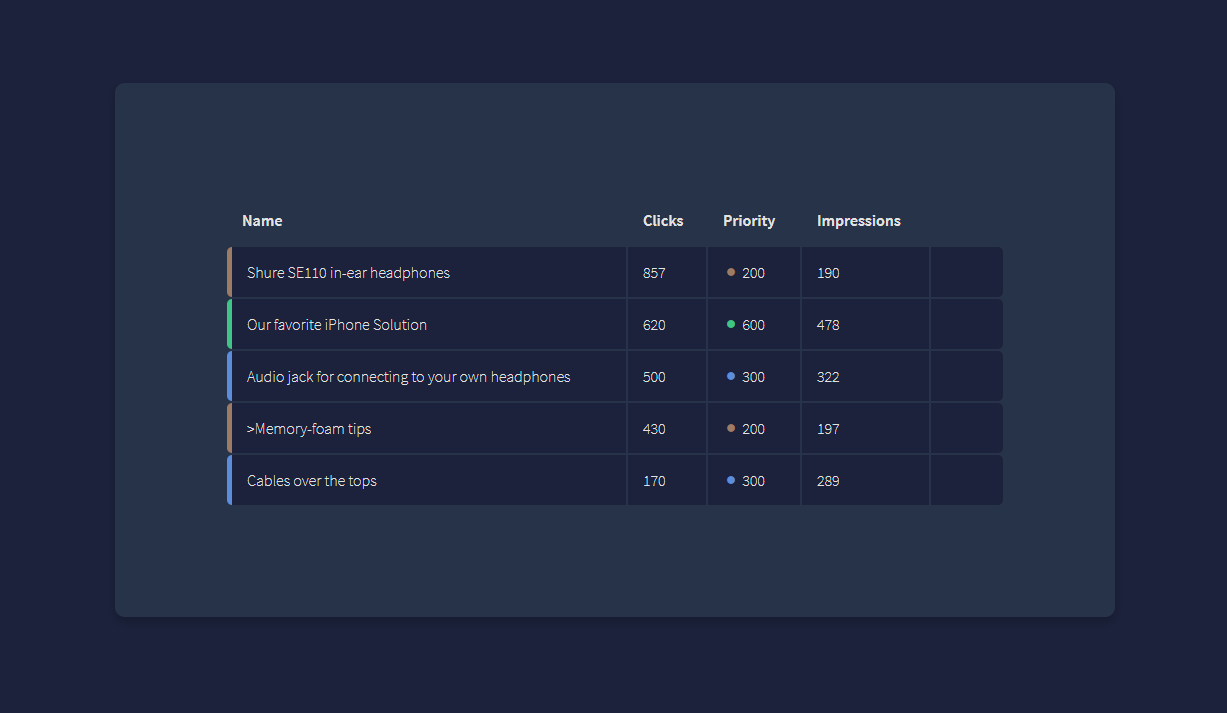 Name Clicks Priority Impressions
Shure SE110 in-ear headphones 857 200 190
Our favorite iPhone Solution 620 600 478
Audio jack for connecting to your own headphones 500 300 322
>Memory-foam tips 430 200 197
Cables over the tops 170 300 289